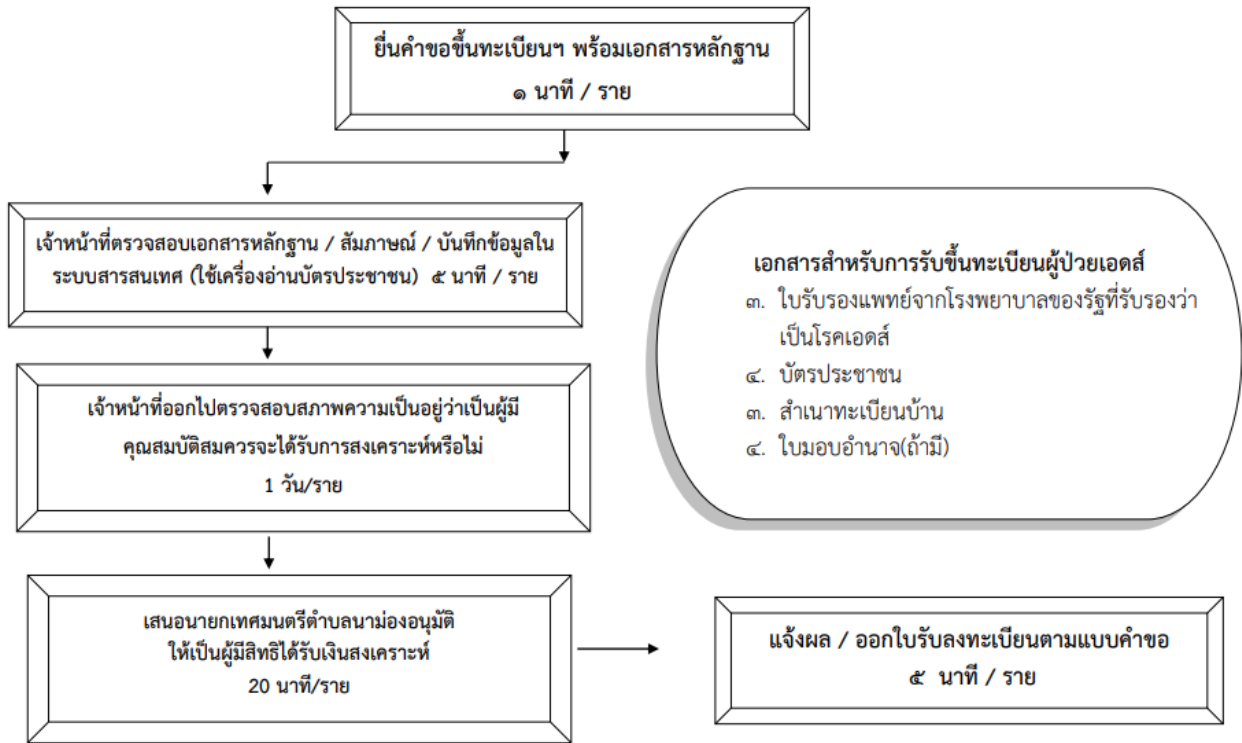 ยื่นคำขอขึ้นทะเบียนฯ พร้อมเอกสารหลักฐาน
๑ นาที / ราย
เจ้าหน้าที่ตรวจสอบเอกสารหลักฐาน / สัมภาษณ์ / บันทึกข้อมูลใน
ระบบสารสนเทศ (ใช้เครื่องอ่านบัตรประชาชน) ๕ นาที / ราย
เจ้าหน้าที่ออกไปตรวจสอบสภาพความเป็นอยู่ว่าเป็นผู้มี
คุณสมบัติสมควรจะได้รับการสงเคราะห์หรือไม่
1 วัน/ราย
เสนอนายกเทศมนตรีตำบลนาม่องอนุมัติ
ให้เป็นผู้มีสิทธิได้รับเงินสงเคราะห์
20 นาที/ราย
แจ้งผล / ออกใบรับลงทะเบียนตามแบบคำขอ
๕ นาที / ราย
เอกสารสำหรับการรับขึ้นทะเบียนผู้ป่วยเอดส์
๓. ใบรับรองแพทย์จากโรงพยาบาลของรัฐที่รับรองว่า
เป็นโรคเอดส์
๔. บัตรประชาชน
๓. สำเนาทะเบียนบ้าน
๔. ใบมอบอำนาจ(ถ้ามี)